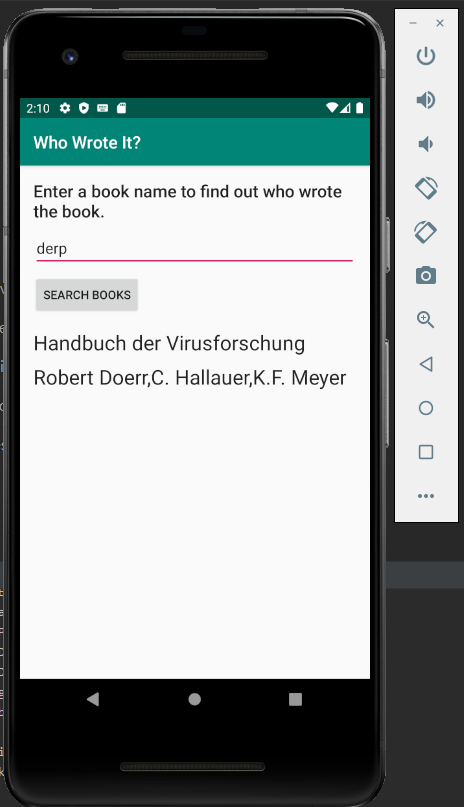 2:10
Who Wrote It?
Enter a book name to find out who wrote
the book.
derp
SEARCH BOOKS
Handbuch der Virusforschung
Robert Doerr,C. Hallauer,K.F. Meyer